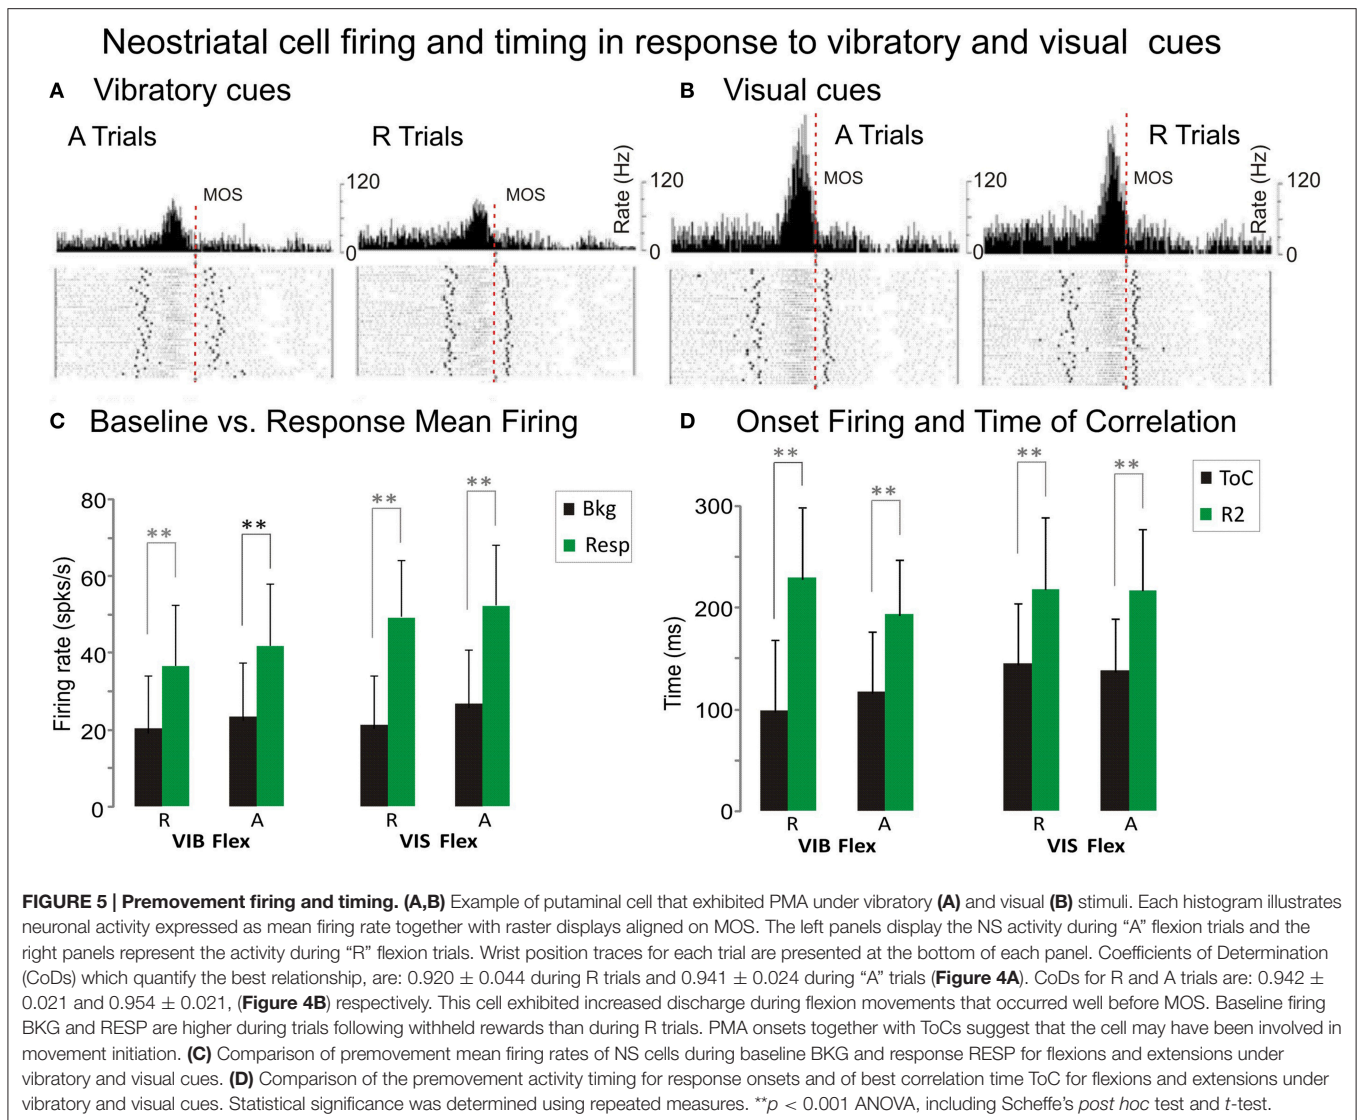 Neostriatal cell firing and timing in response to vibratory and visual cues
A Vibratory cues
B Visual cues
A Trials
R Trials
A Trials
R Trials
MOS
120
0
MOS
Rate (Hz)
120
0
MOS
120
0
MOS
Rate (Hz)
120
0
C Baseline vs. Response Mean Firing
Firing rate (spks/s)
80
60
40
20
0
**
**
**
**
Bkg
Resp
R
A
R
A
VIB Flex
VIS Flex
D Onset Firing and Time of Correlation
Time (ms)
300
200
100
0
**
**
**
**
ToC
R2
R
A
R
A
VIB Flex
VIS Flex
FIGURE 5 | Premovement firing and timing. (A,B) Example of putaminal cell that exhibited PMA under vibratory (A) and visual (B) stimuli. Each histogram illustrates
neuronal activity expressed as mean firing rate together with raster displays aligned on MOS. The left panels display the NS activity during “A” flexion trials and the
right panels represent the activity during “R” flexion trials. Wrist position traces for each trial are presented at the bottom of each panel. Coefficients of Determination
(CoDs) which quantify the best relationship, are: 0.920 ± 0.044 during R trials and 0.941 ± 0.024 during “A” trials (Figure 4A). CoDs for R and A trials are: 0.942 ±
0.021 and 0.954 ± 0.021, (Figure 4B) respectively. This cell exhibited increased discharge during flexion movements that occurred well before MOS. Baseline firing
BKG and RESP are higher during trials following withheld rewards than during R trials. PMA onsets together with ToCs suggest that the cell may have been involved in
movement initiation. (C) Comparison of premovement mean firing rates of NS cells during baseline BKG and response RESP for flexions and extensions under
vibratory and visual cues. (D) Comparison of the premovement activity timing for response onsets and of best correlation time ToC for flexions and extensions under
vibratory and visual cues. Statistical significance was determined using repeated measures. **p < 0.001 ANOVA, including Scheffe’s post hoc test and t-test.